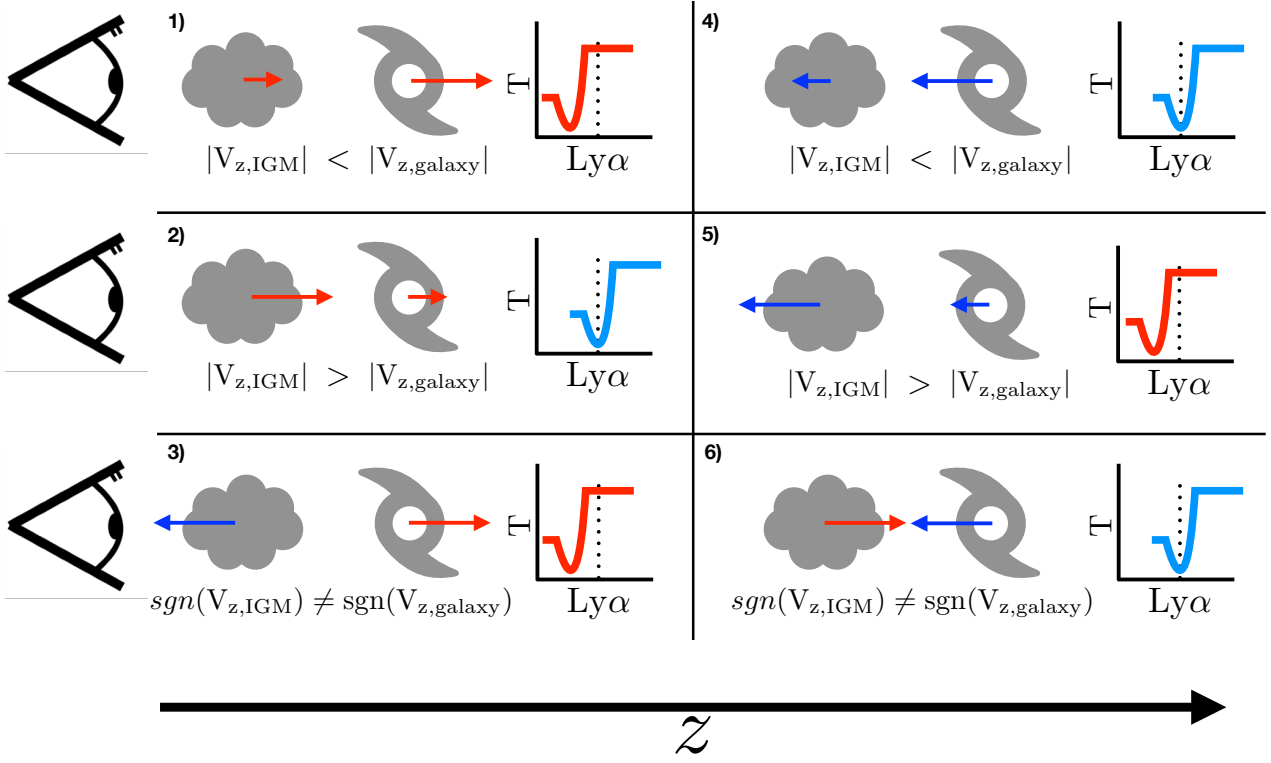 1)
T
|V_z,IGM| < |V_z,galaxy|
Lyα
4)
T
|V_z,IGM| < |V_z,galaxy|
Lyα
2)
T
|V_z,IGM| > |V_z,galaxy|
Lyα
5)
T
|V_z,IGM| > |V_z,galaxy|
Lyα
3)
T
sgn(V_z,IGM) ≠ sgn(V_z,galaxy)
Lyα
6)
T
sgn(V_z,IGM) ≠ sgn(V_z,galaxy)
Lyα
z